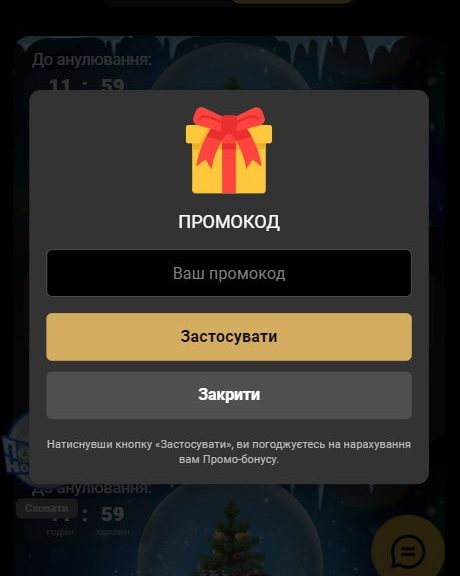 До анулювання:
11 : 59
ПРОМОКОД
Ваш промокод
Застосувати
Закрити
Натиснувши кнопку «Застосувати», ви погоджуєтесь на нарахування
вам Промо-бонусу.
До анулювання:
Сховати
11 : 59
годин хвилин